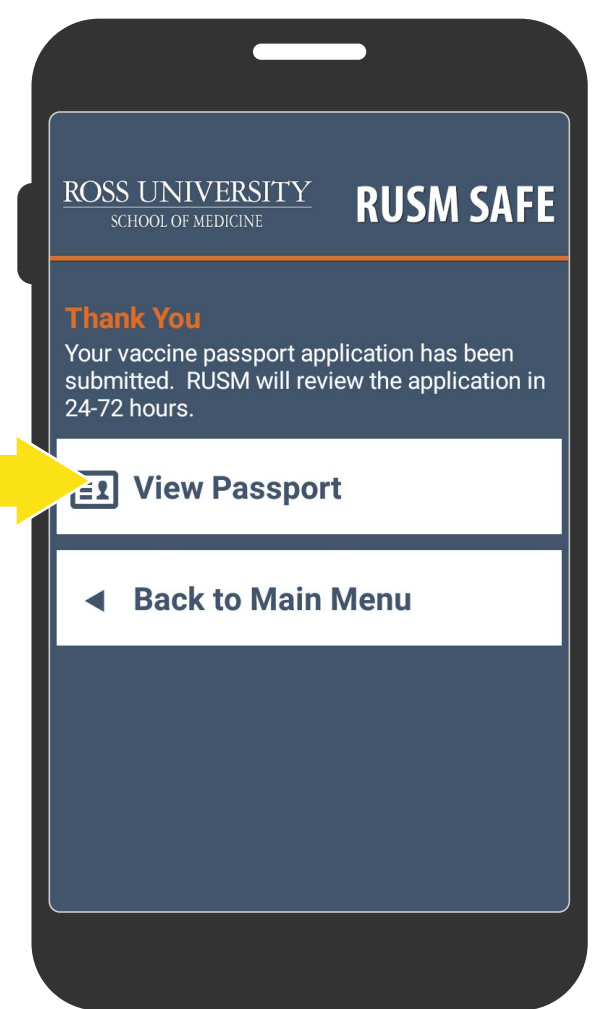 ROSS UNIVERSITY
SCHOOL OF MEDICINE
RUSM SAFE
Thank You
Your vaccine passport application has been
submitted.  RUSM will review the application in
24-72 hours.
View Passport
Back to Main Menu